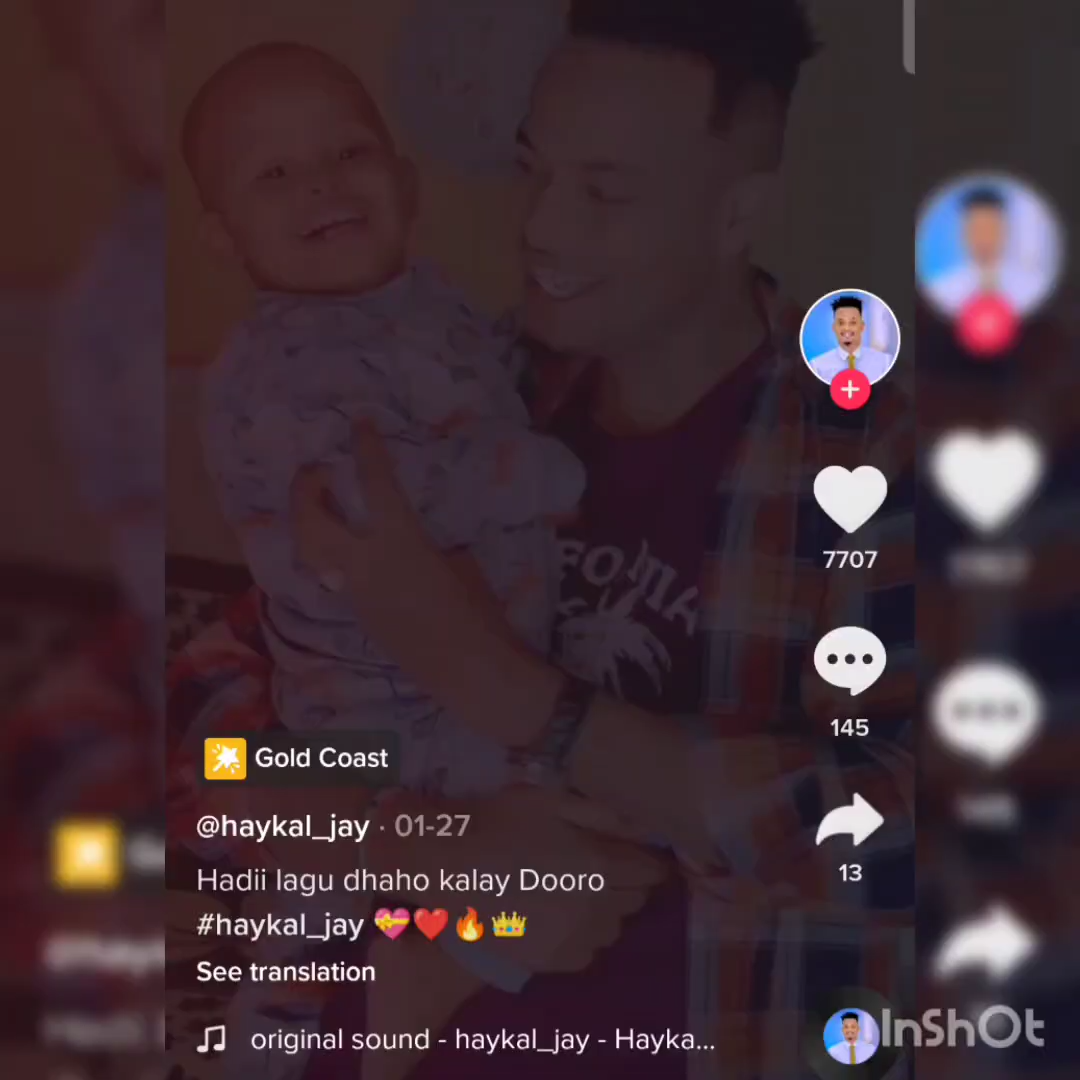 FORNIA
7707
145
13
Gold Coast
@haykal_jay · 01-27
Hadii lagu dhaho kalay Dooro
#haykal_jay 💝❤️🔥👑
See translation
original sound - haykal_jay - Hayka...
InShOt